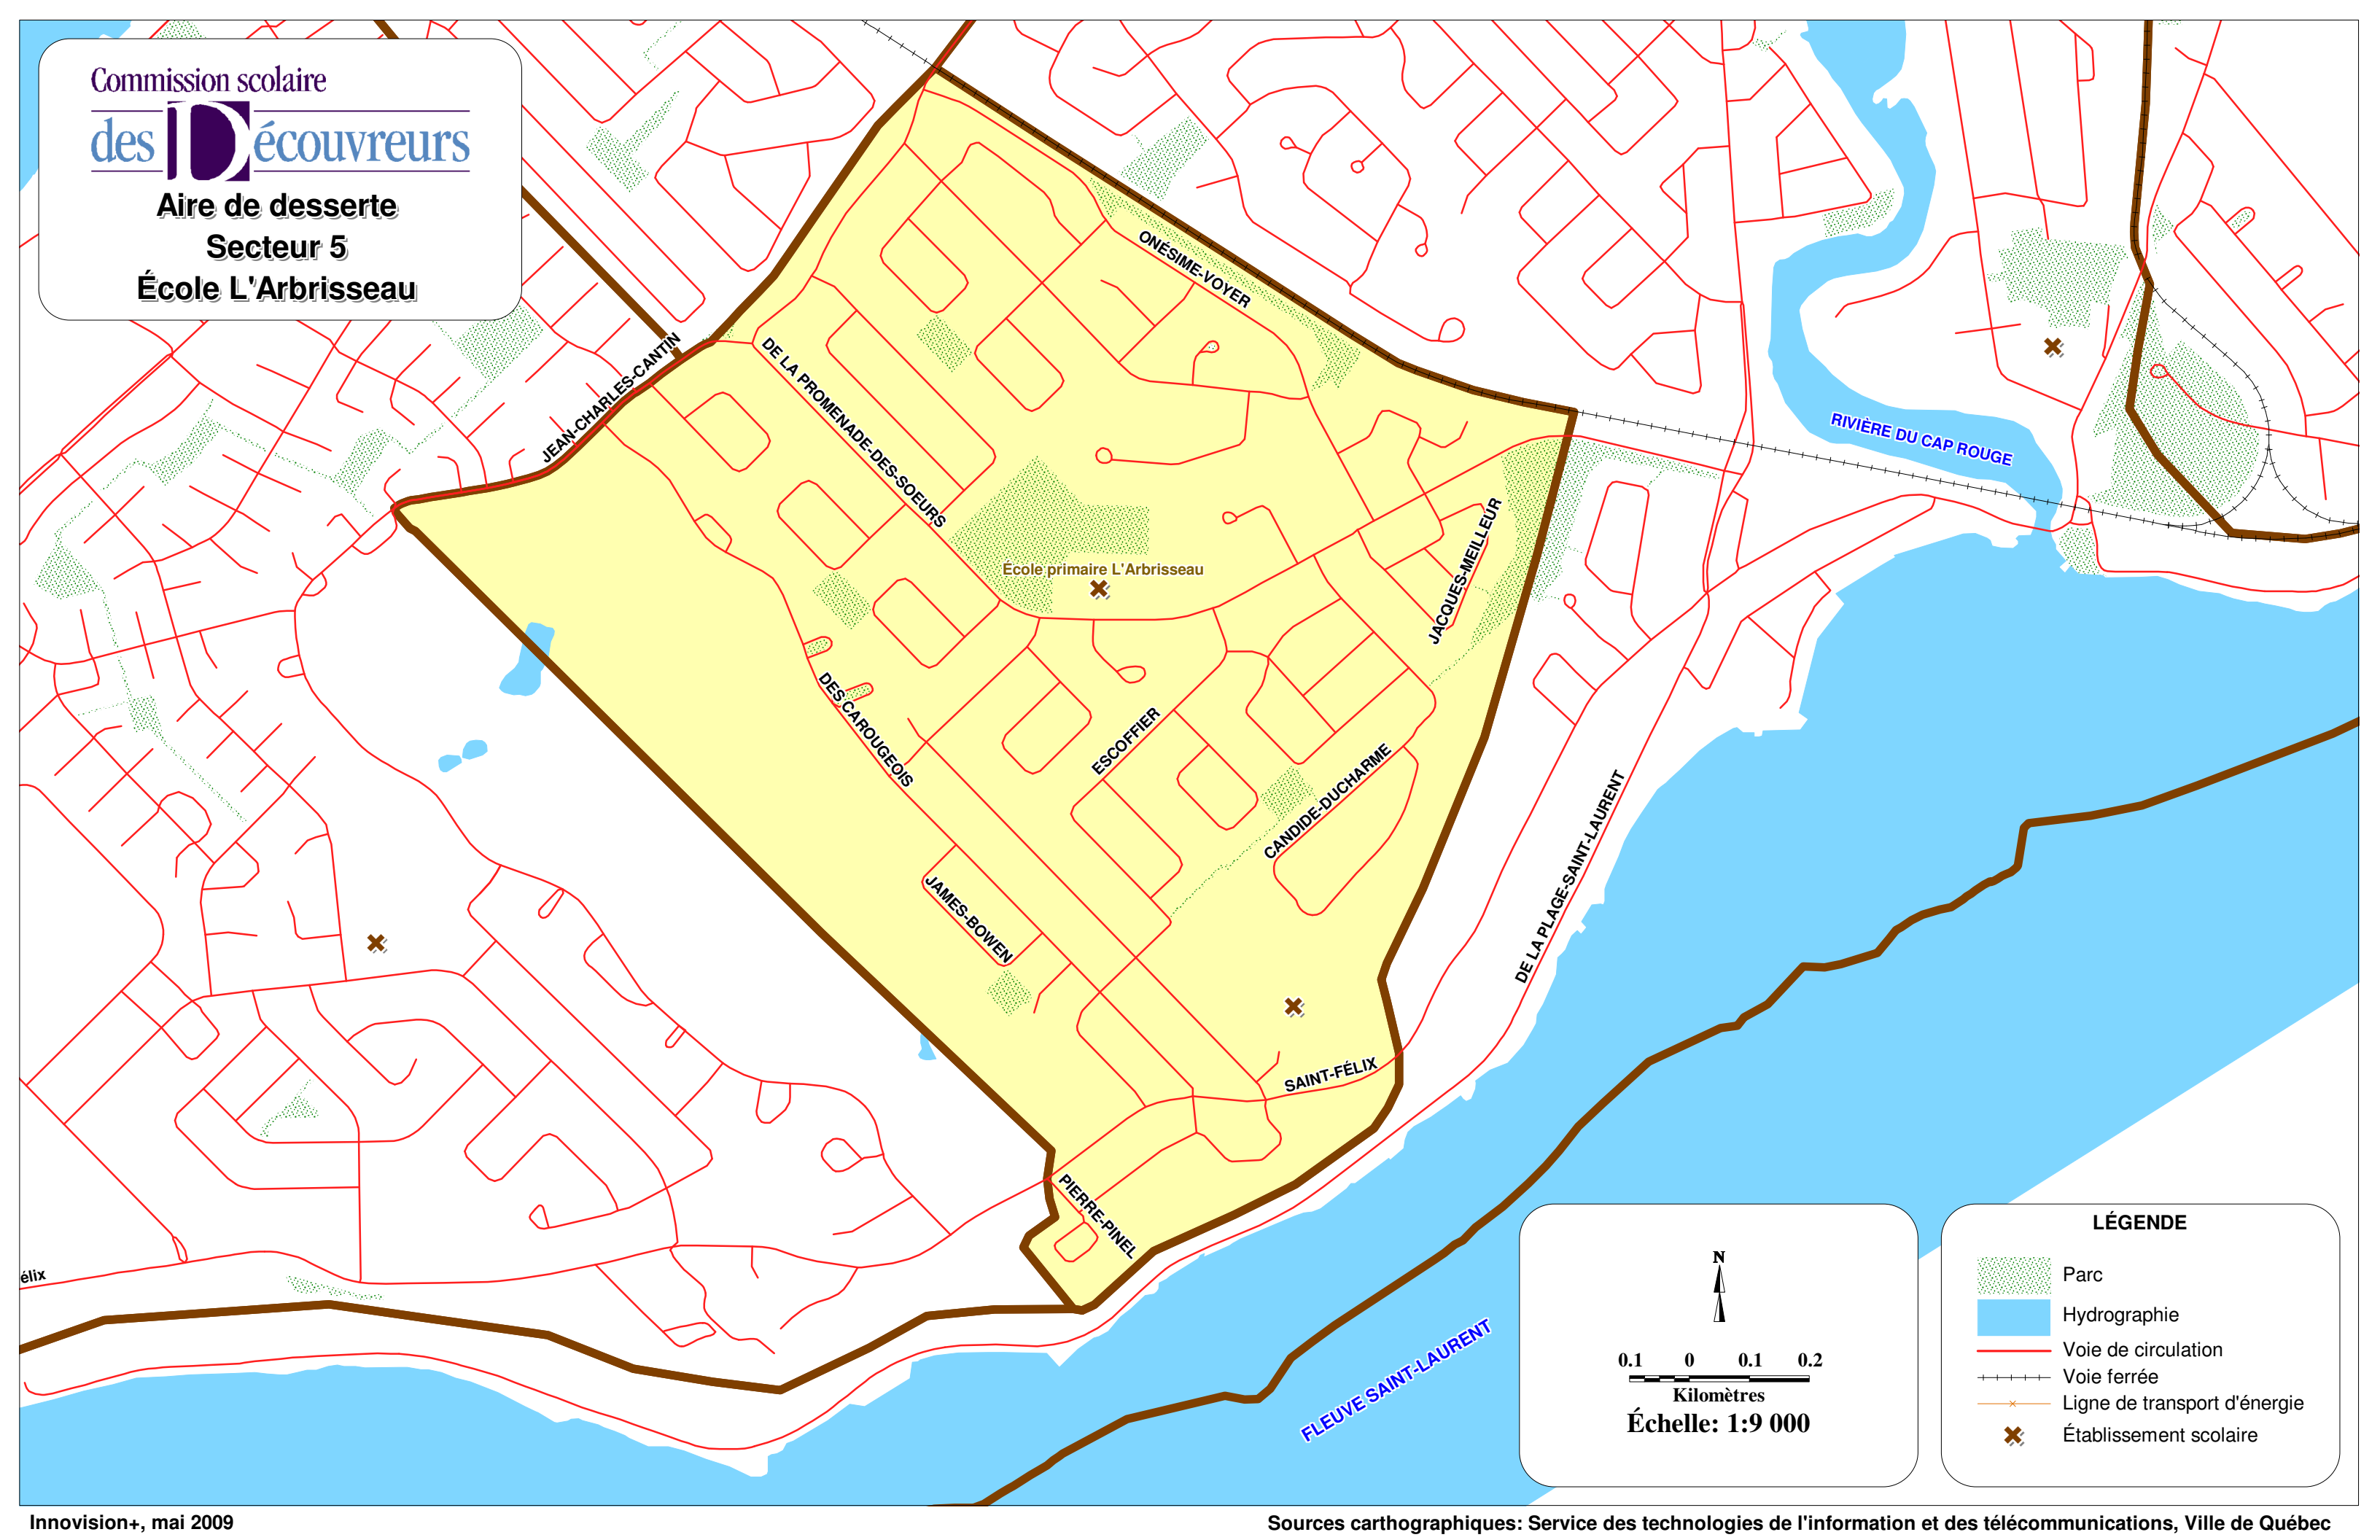 Commission scolaire
des Découvreurs
Aire de desserte
Secteur 5
École L'Arbrisseau
ONÉSIME-VOYER
JEAN-CHARLES-CANTIN
DE LA PROMENADE-DES-SOEURS
RIVIÈRE DU CAP ROUGE
JACQUES-MEILLEUR
École primaire L'Arbrisseau
DESCAROUGEOIS
ESCOFFIER
CANDIDE-DUCHARME
DE LA PLAGE-SAINT-LAURENT
JAMES-BOWEN
SAINT-FÉLIX
PIERRE-PINEL
élix
FLEUVE SAINT-LAURENT
N
0.1 0 0.1 0.2
Kilomètres
Échelle: 1:9 000
LÉGENDE
Parc
Hydrographie
Voie de circulation
Voie ferrée
Ligne de transport d'énergie
Établissement scolaire
Innovision+, mai 2009
Sources carthographiques: Service des technologies de l'information et des télécommunications, Ville de Québec